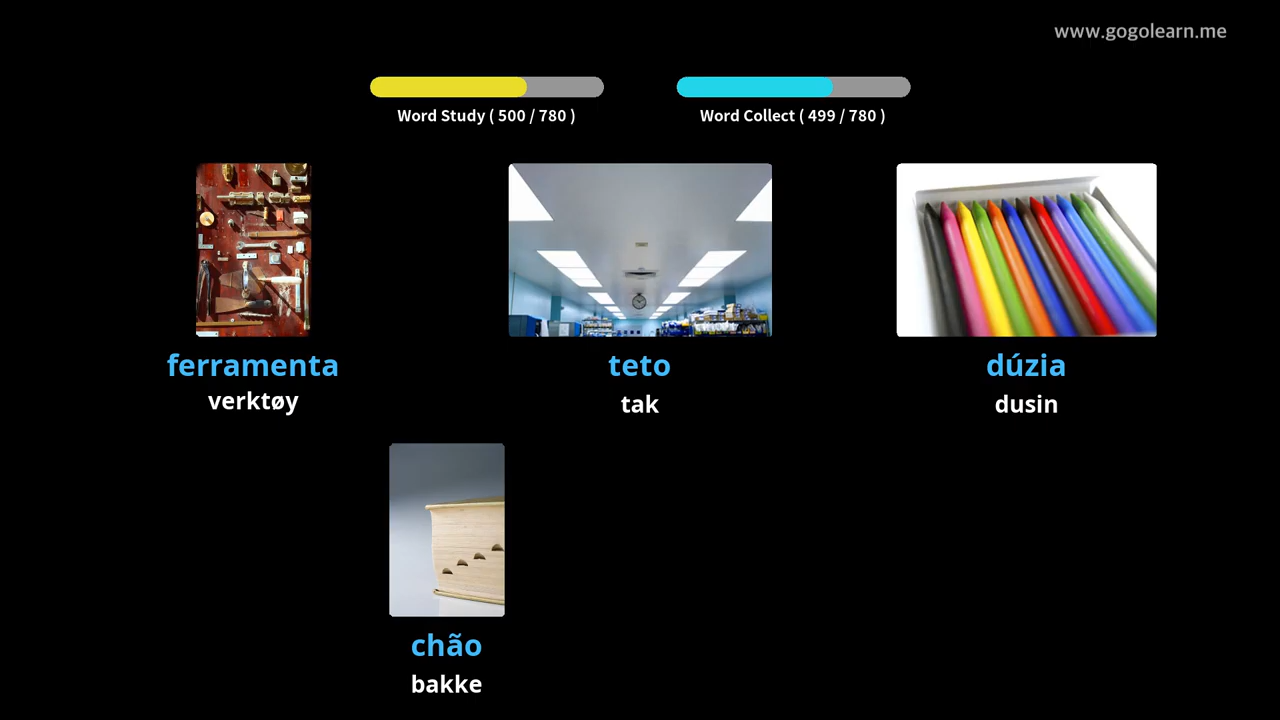 www.gogolearn.me
Word Study ( 500 / 780 )
Word Collect ( 499 / 780 )
ferramenta
verktøy
teto
tak
dúzia
dusin
chão
bakke